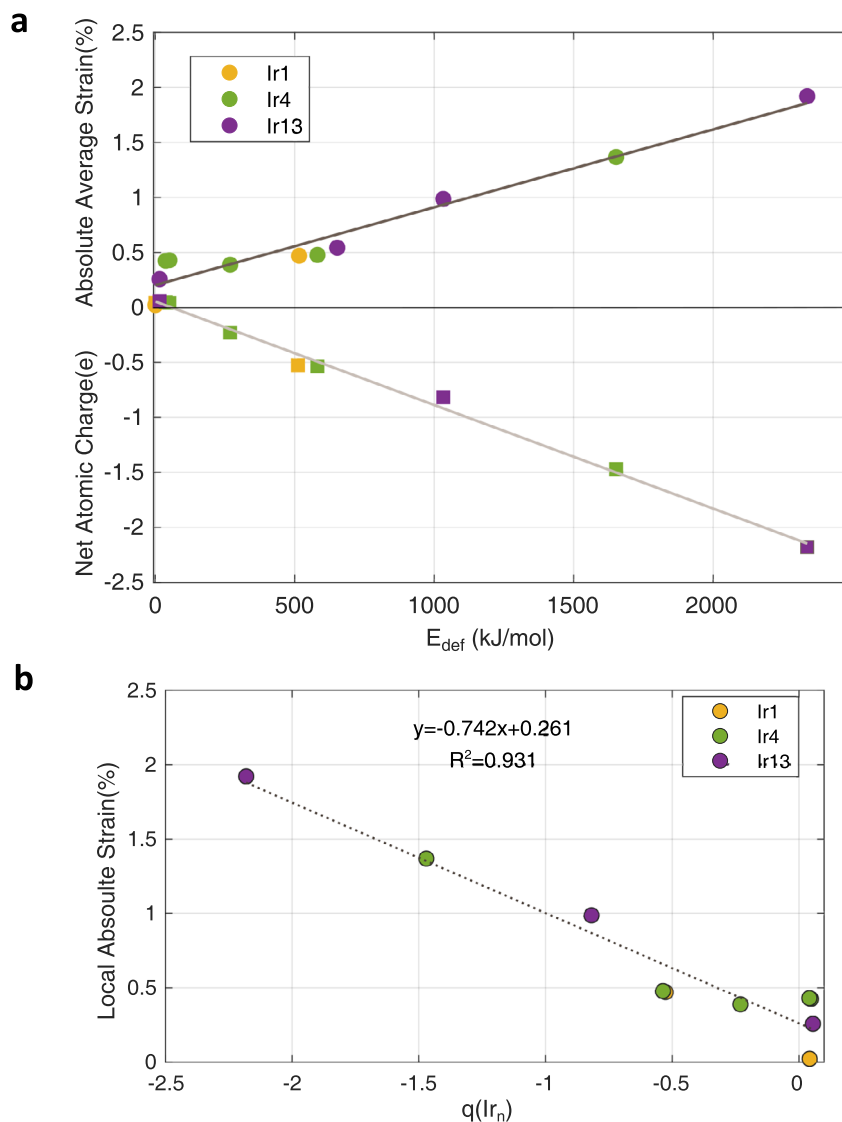 a
Absolute Average Strain(%)
Net Atomic Charge(e)
2.5
2
1.5
1
0.5
0
-0.5
-1
-1.5
-2
-2.5
Ir1
Ir4
Ir13
0 500 1000 1500 2000
E_def (kJ/mol)
b
Local Absoulte Strain(%)
2.5
2
1.5
1
0.5
0
y=-0.742x+0.261
R²=0.931
Ir1
Ir4
Ir13
-2.5 -2 -1.5 -1 -0.5 0
q(Ir_n)